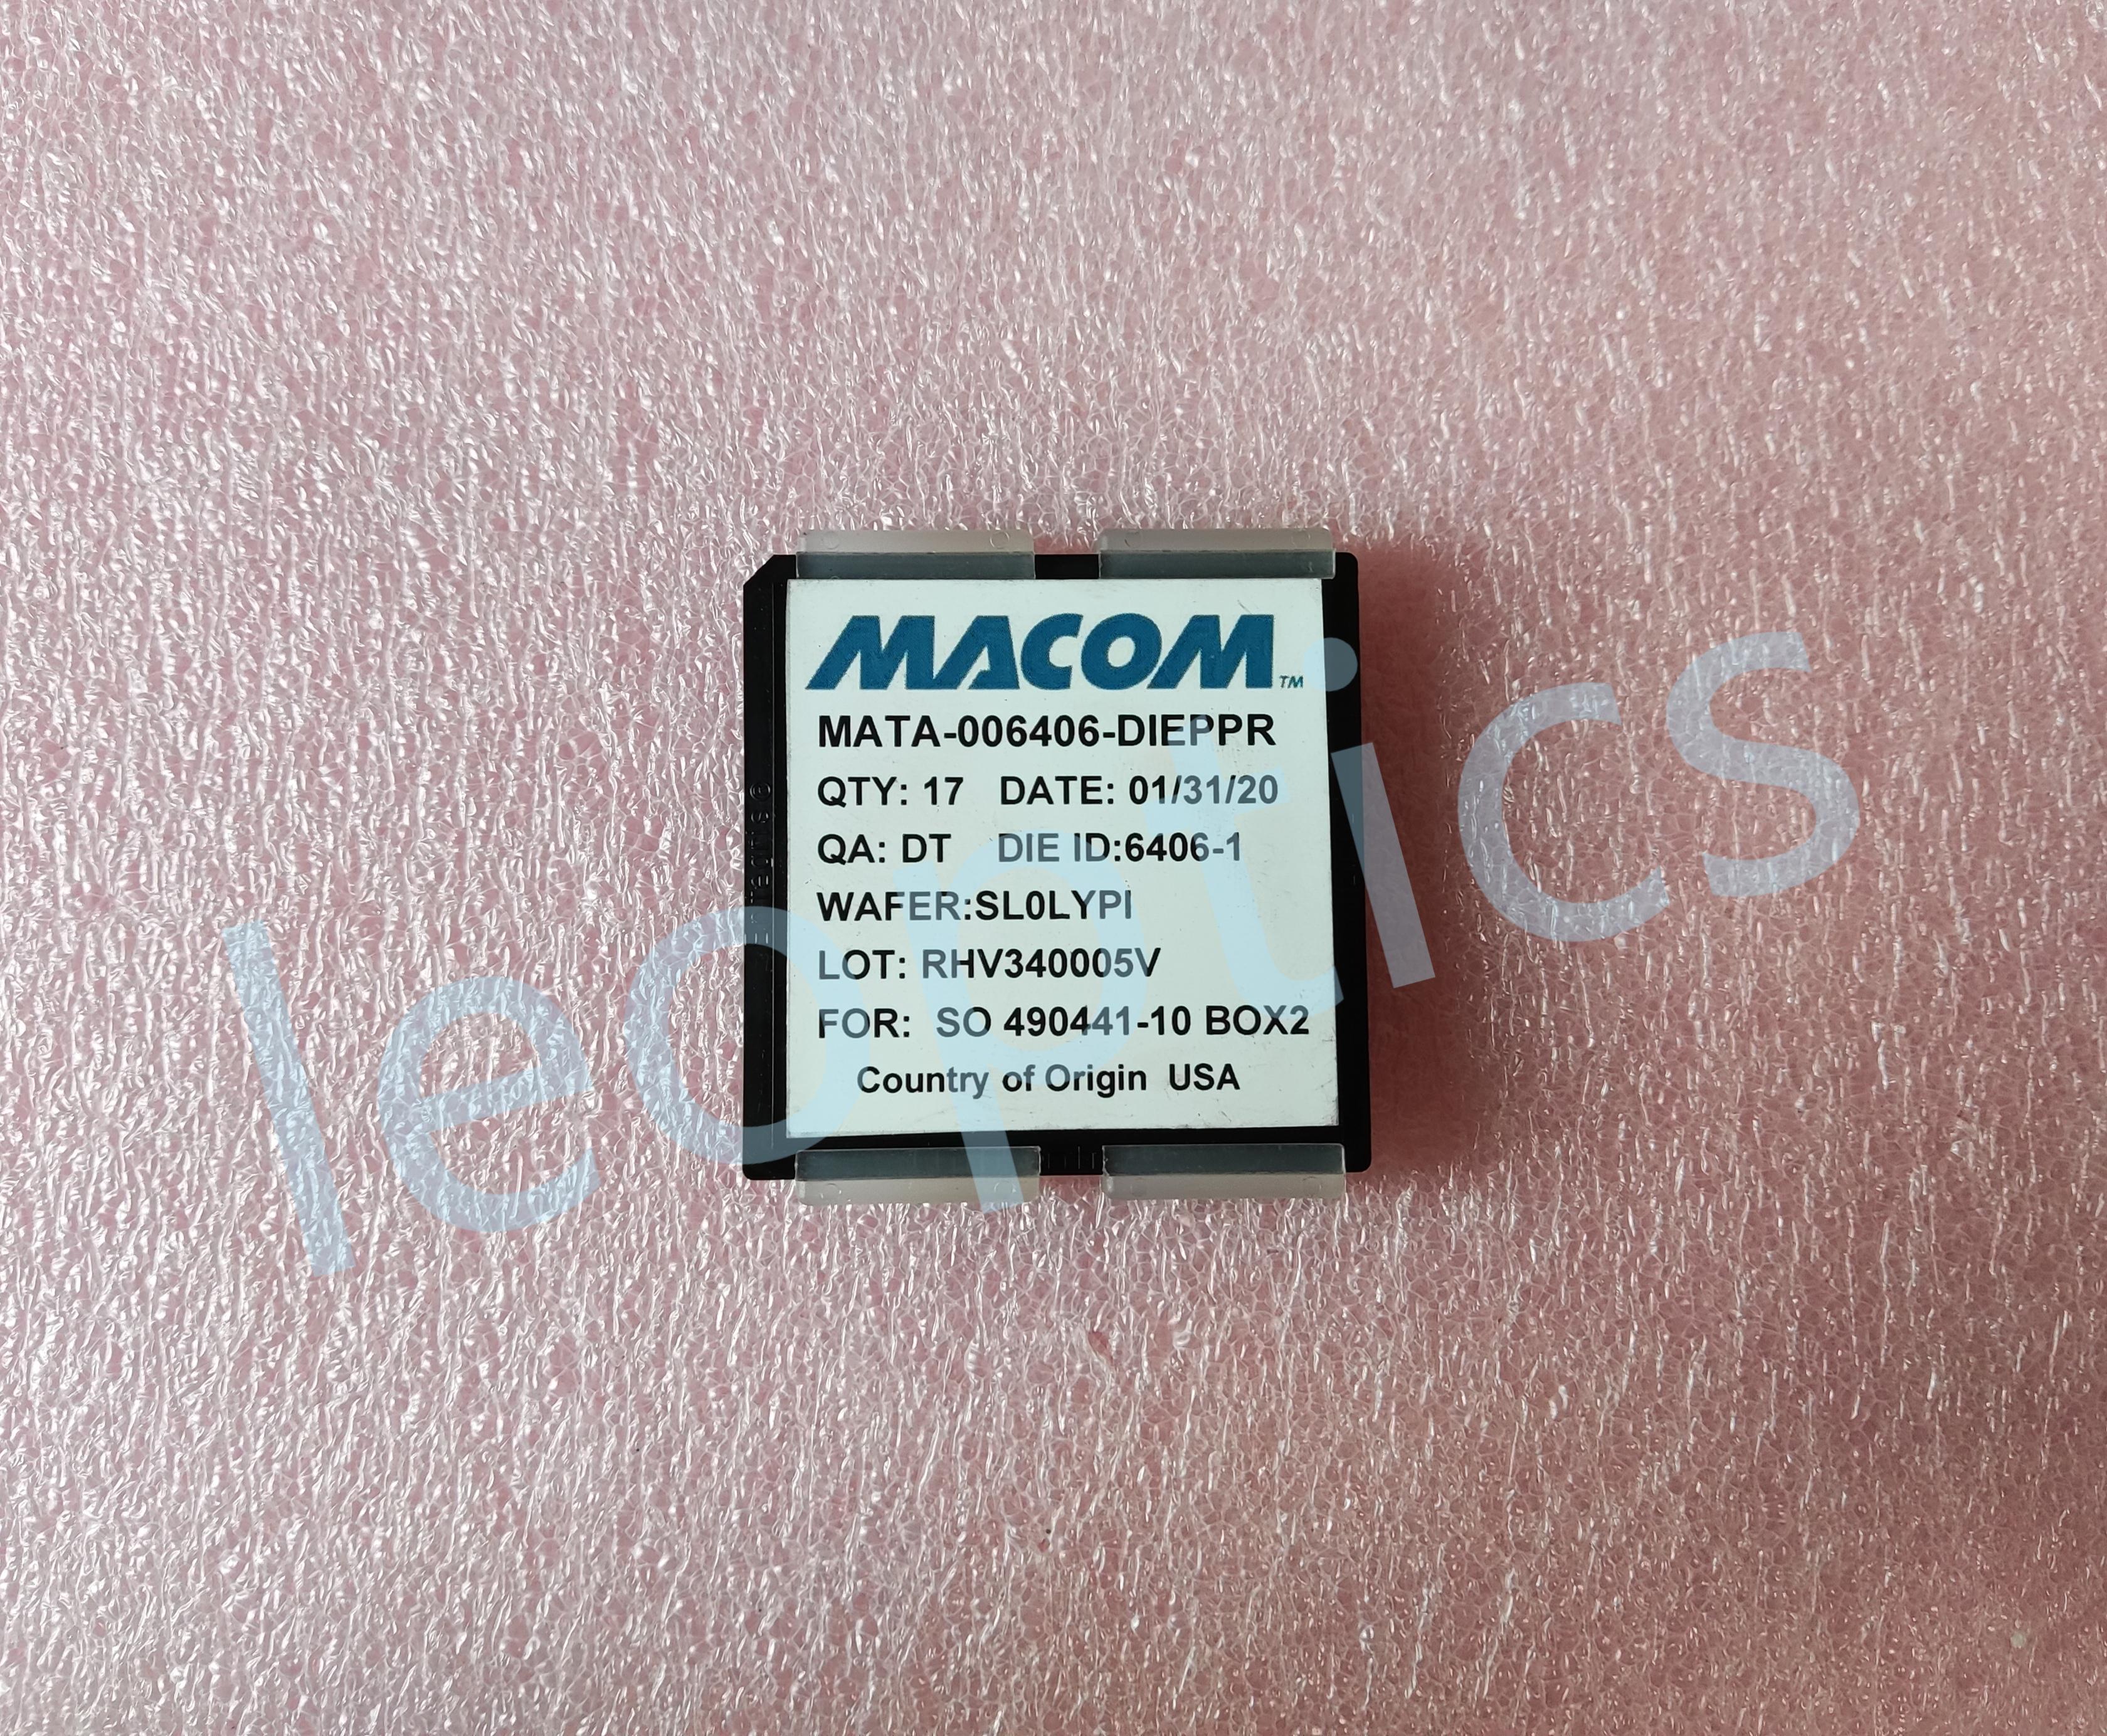 MACOM™
MATA-006406-DIEPPR
QTY: 17 DATE: 01/31/20
QA: DT DIE ID:6406-1
WAFER:SL0LYPI
LOT: RHV340005V
FOR: SO 490441-10 BOX2
Country of Origin USA
leoptics